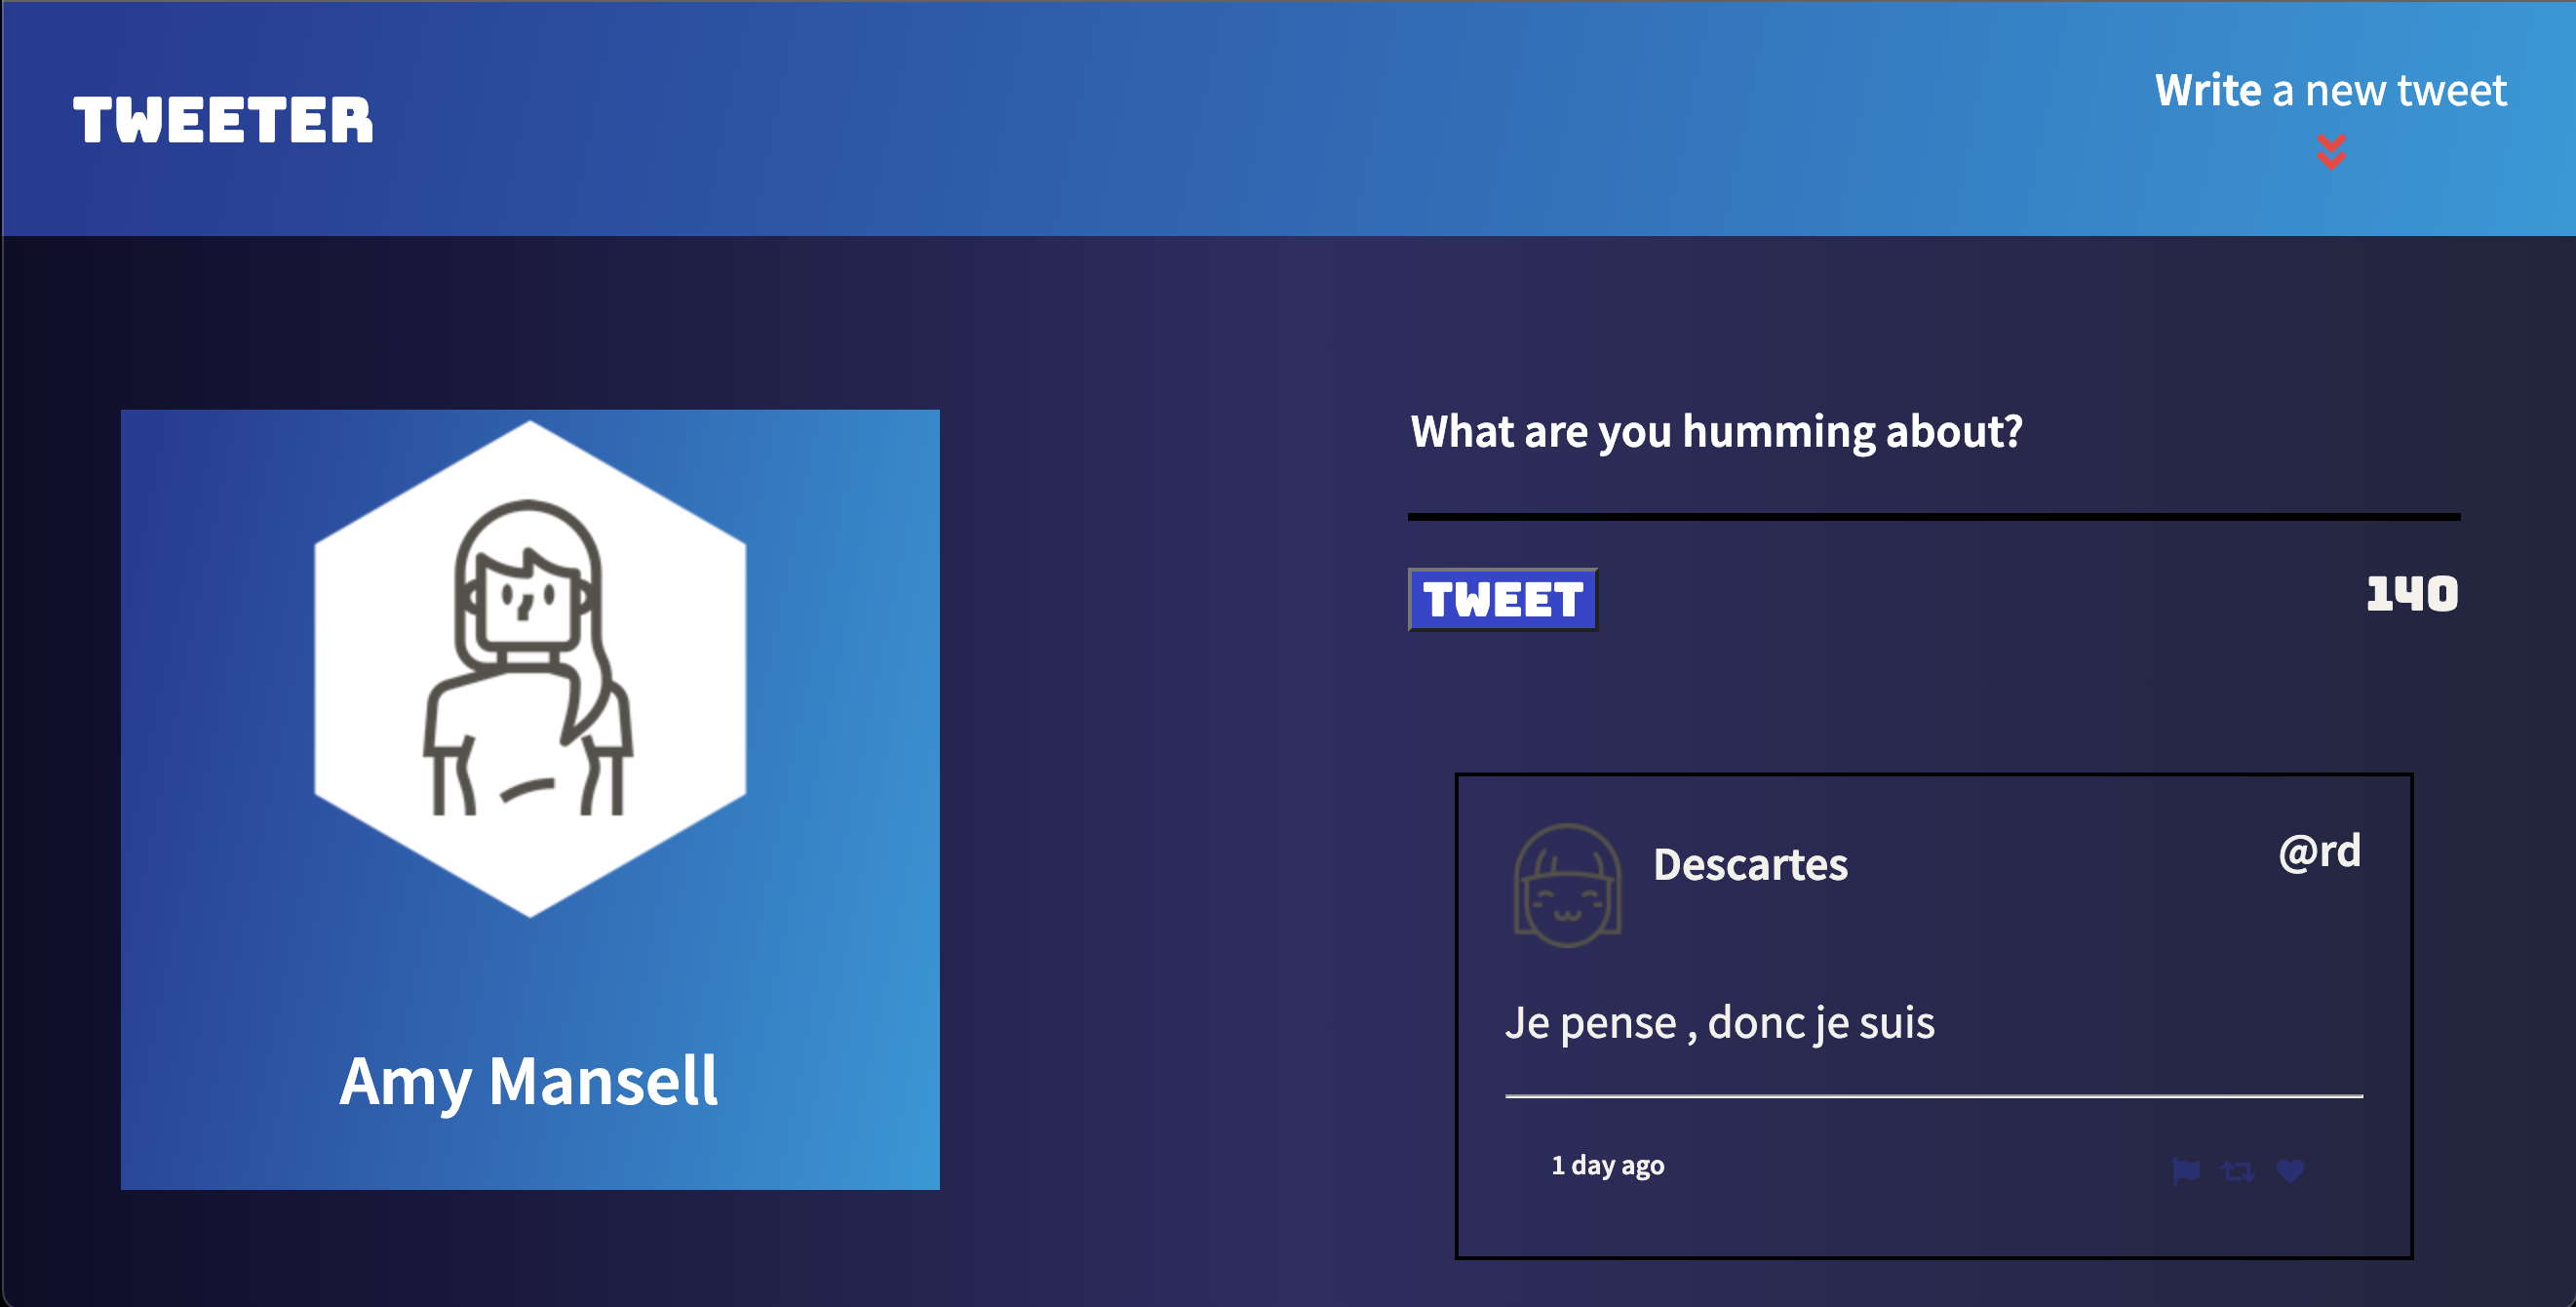 TWEETER
Write a new tweet
Amy Mansell
What are you humming about?
TWEET
140
Descartes
@rd
Je pense , donc je suis
1 day ago